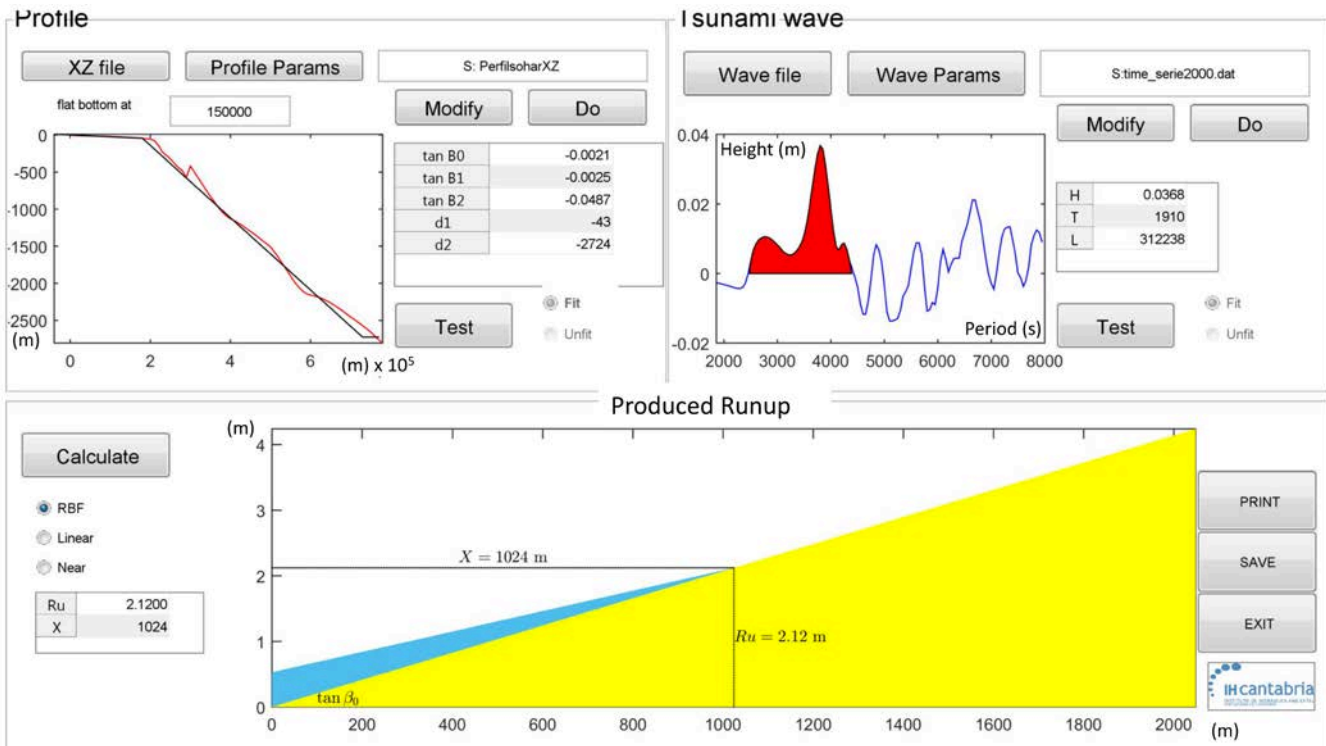 Profile
XZ file
Profile Params
S: PerfilsoharXZ
flat bottom at
150000
Modify
Do
tan B0 -0.0021
tan B1 -0.0025
tan B2 -0.0487
d1 -43
d2 -2724
Test
Fit
Unfit
0
-500
-1000
-1500
-2000
-2500
(m)
0 2 4 6
(m) x 10⁵
Tsunami wave
Wave file
Wave Params
S:time_serie2000.dat
Modify
Do
H 0.0368
T 1910
L 312238
Test
Fit
Unfit
Height (m)
0.04
0.02
0
-0.02
Period (s)
2000 3000 4000 5000 6000 7000 8000
Produced Runup
Calculate
RBF
Linear
Near
Ru 2.1200
X 1024
(m)
4
3
2
1
0
X = 1024 m
Ru = 2.12 m
tan β₀
0 200 400 600 800 1000 1200 1400 1600 1800 2000
(m)
PRINT
SAVE
EXIT
IHcantabria